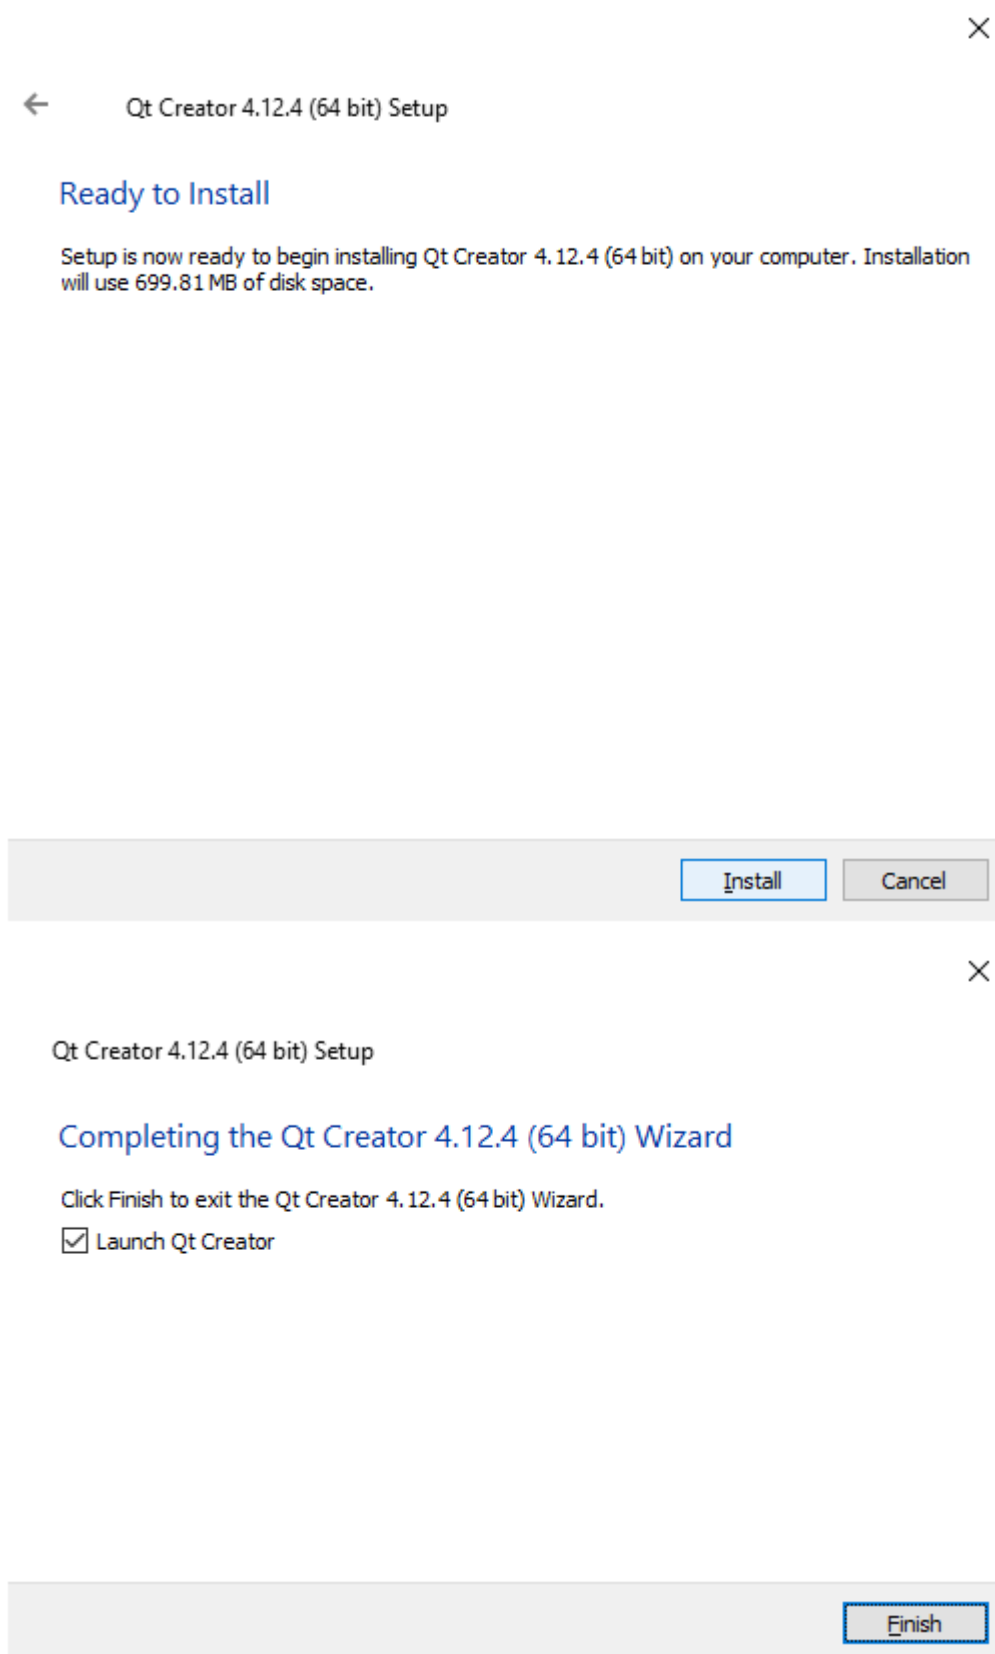 Qt Creator 4.12.4 (64 bit) Setup
Ready to Install
Setup is now ready to begin installing Qt Creator 4.12.4 (64 bit) on your computer. Installation
will use 699.81 MB of disk space.
Install
Cancel
Qt Creator 4.12.4 (64 bit) Setup
Completing the Qt Creator 4.12.4 (64 bit) Wizard
Click Finish to exit the Qt Creator 4.12.4 (64 bit) Wizard.
Launch Qt Creator
Finish